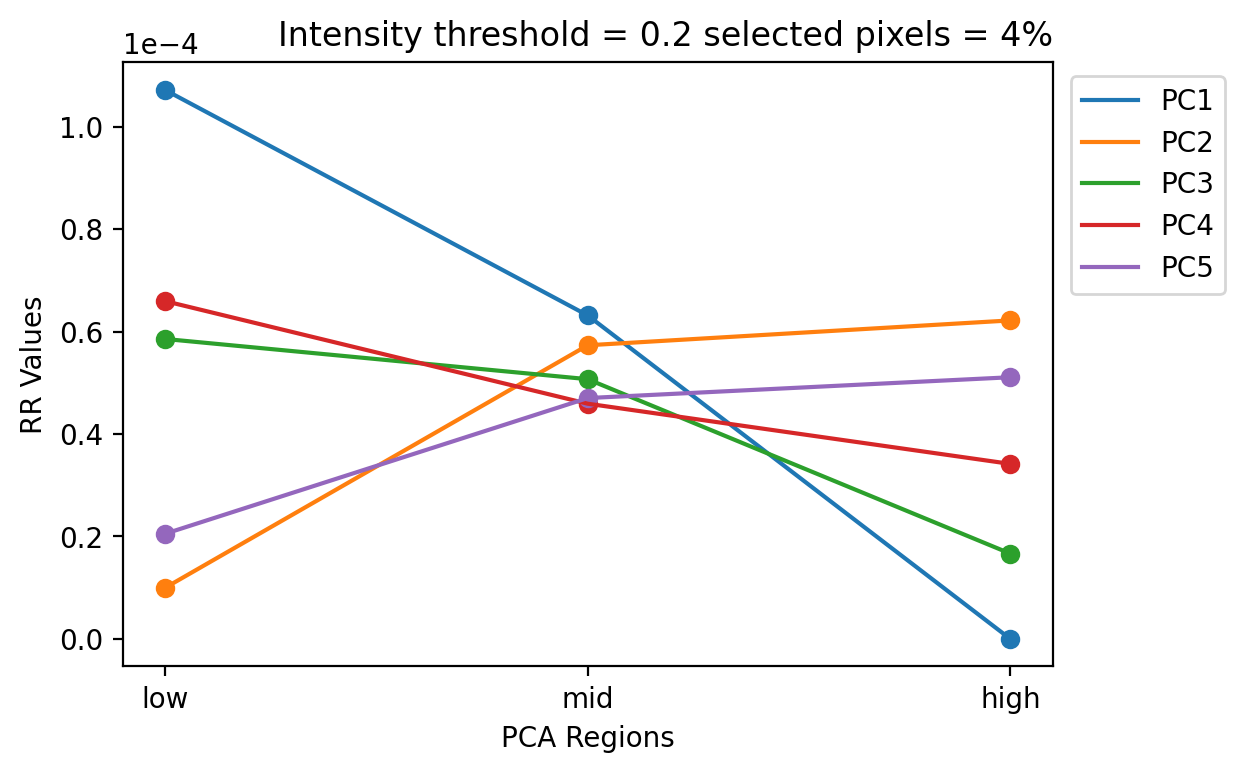 Intensity threshold = 0.2 selected pixels = 4%
1e−4
1.0
0.8
0.6
0.4
0.2
0.0
RR Values
low mid high
PCA Regions
PC1
PC2
PC3
PC4
PC5